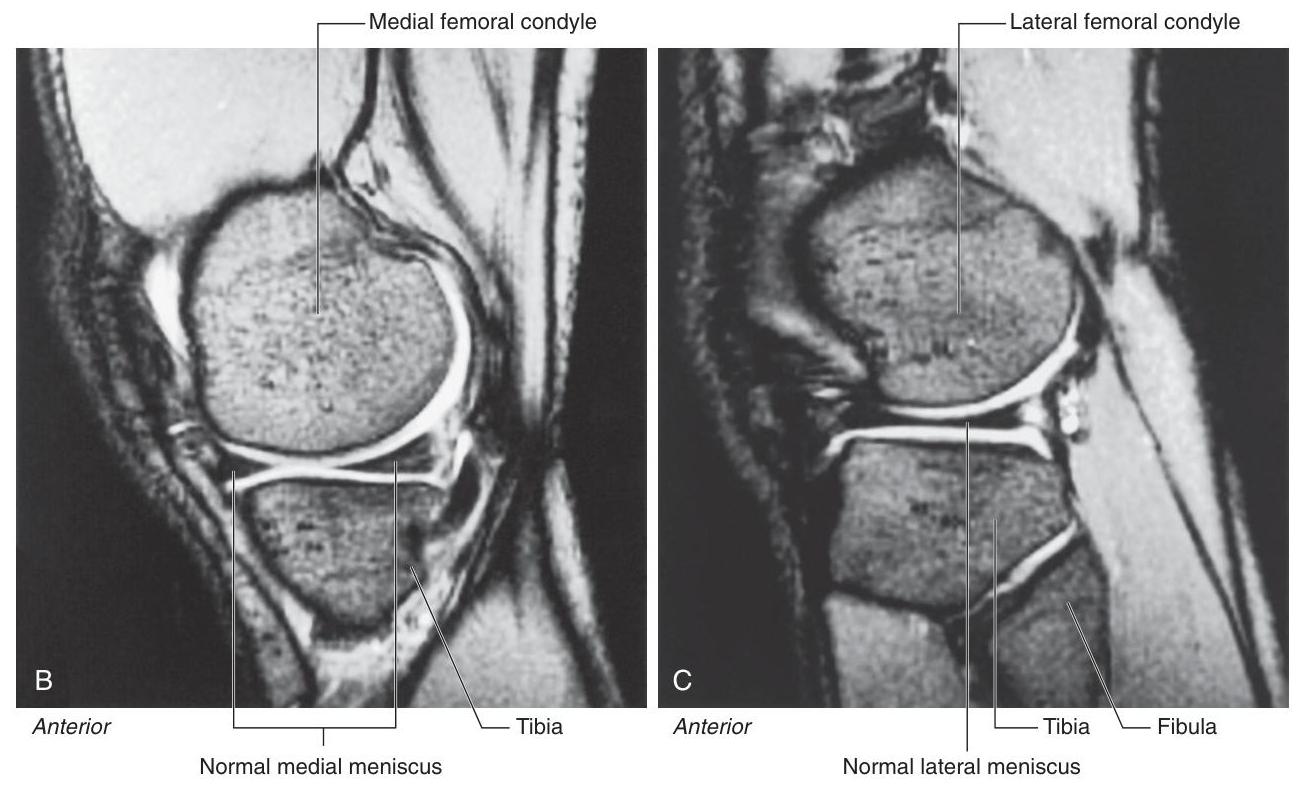 Medial femoral condyle
Lateral femoral condyle
B
C
Anterior
Tibia
Normal medial meniscus
Anterior
Tibia
Fibula
Normal lateral meniscus